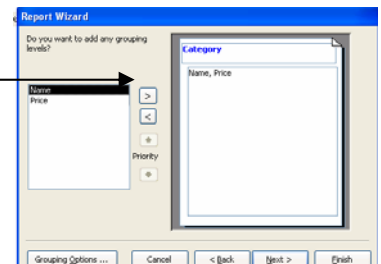 Report Wizard
Do you want to add any grouping
levels?
Category
Name, Price
Name
Price
>
<
Priority
Grouping Options ...
Cancel
< Back
Next >
Finish